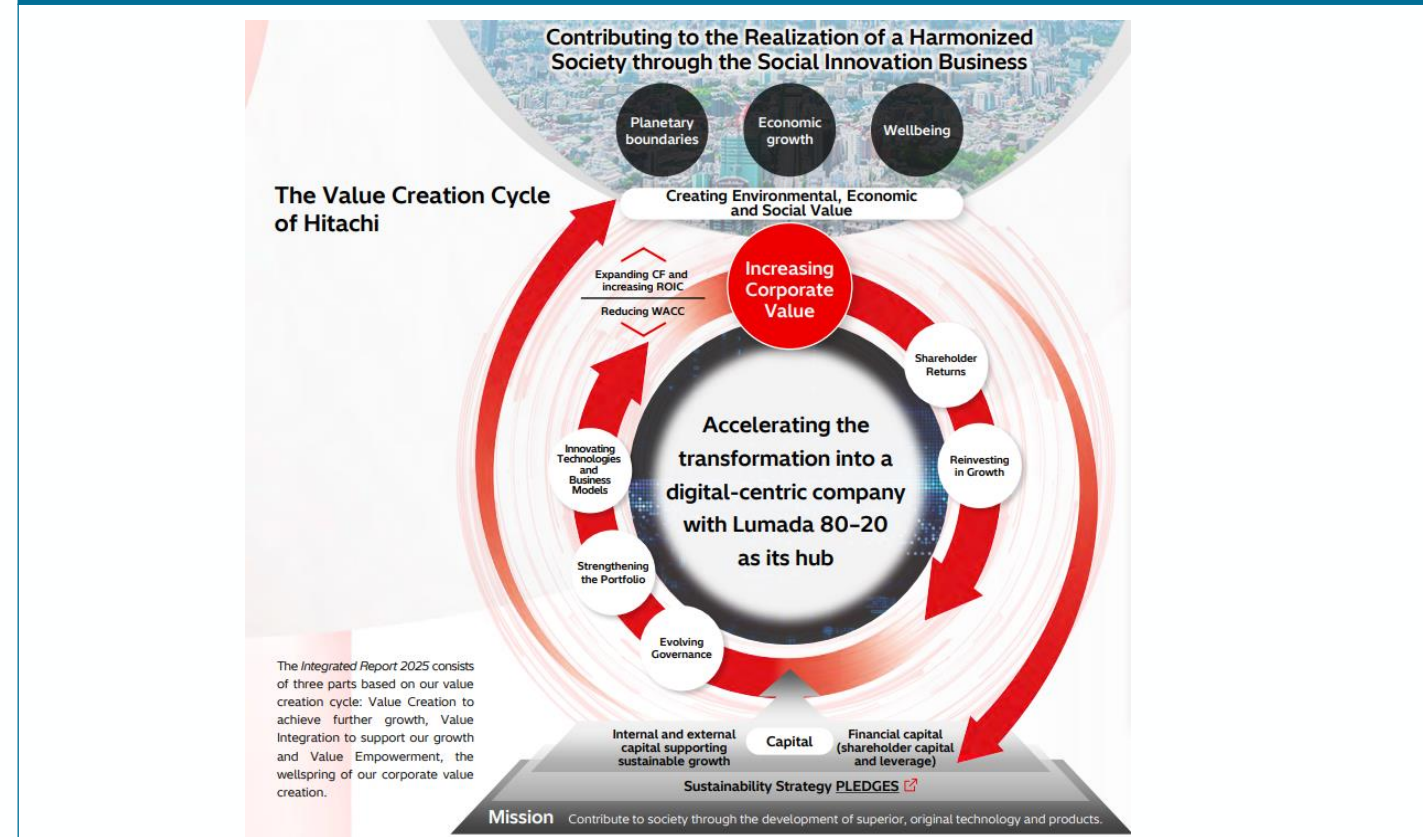 Contributing to the Realization of a Harmonized
Society through the Social Innovation Business
Planetary
boundaries
Economic
growth
Wellbeing
The Value Creation Cycle
of Hitachi
Creating Environmental, Economic
and Social Value
Expanding CF and
increasing ROIC
Reducing WACC
Increasing
Corporate
Value
Shareholder
Returns
Accelerating the
transformation into a
digital-centric company
with Lumada 80–20
as its hub
Innovating
Technologies
and
Business
Models
Reinvesting
in Growth
Strengthening
the Portfolio
Evolving
Governance
The Integrated Report 2025 consists
of three parts based on our value
creation cycle: Value Creation to
achieve further growth, Value
Integration to support our growth
and Value Empowerment, the
wellspring of our corporate value
creation.
Internal and external
capital supporting
sustainable growth
Capital
Financial capital
(shareholder capital
and leverage)
Sustainability Strategy PLEDGES
Mission Contribute to society through the development of superior, original technology and products.